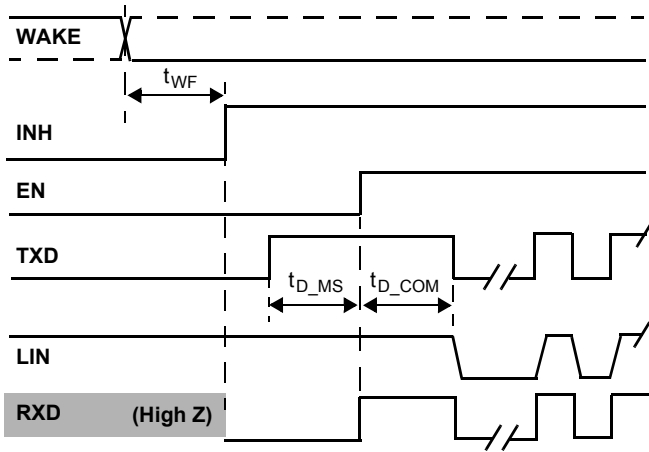 WAKE
tWF
INH
EN
TXD
tD_MS tD_COM
LIN
RXD (High Z)